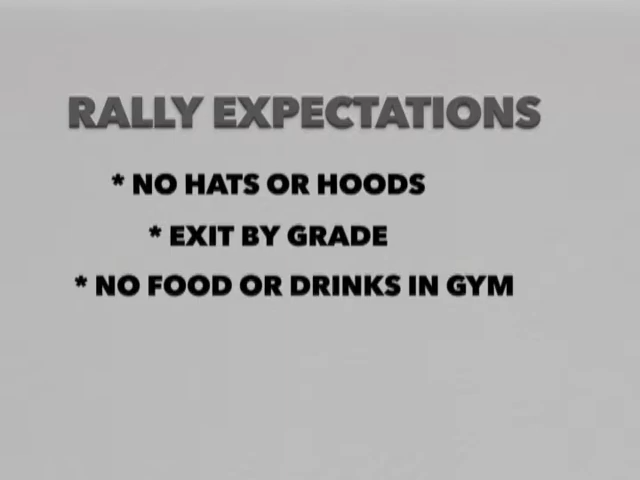 RALLY EXPECTATIONS
* NO HATS OR HOODS
* EXIT BY GRADE
* NO FOOD OR DRINKS IN GYM